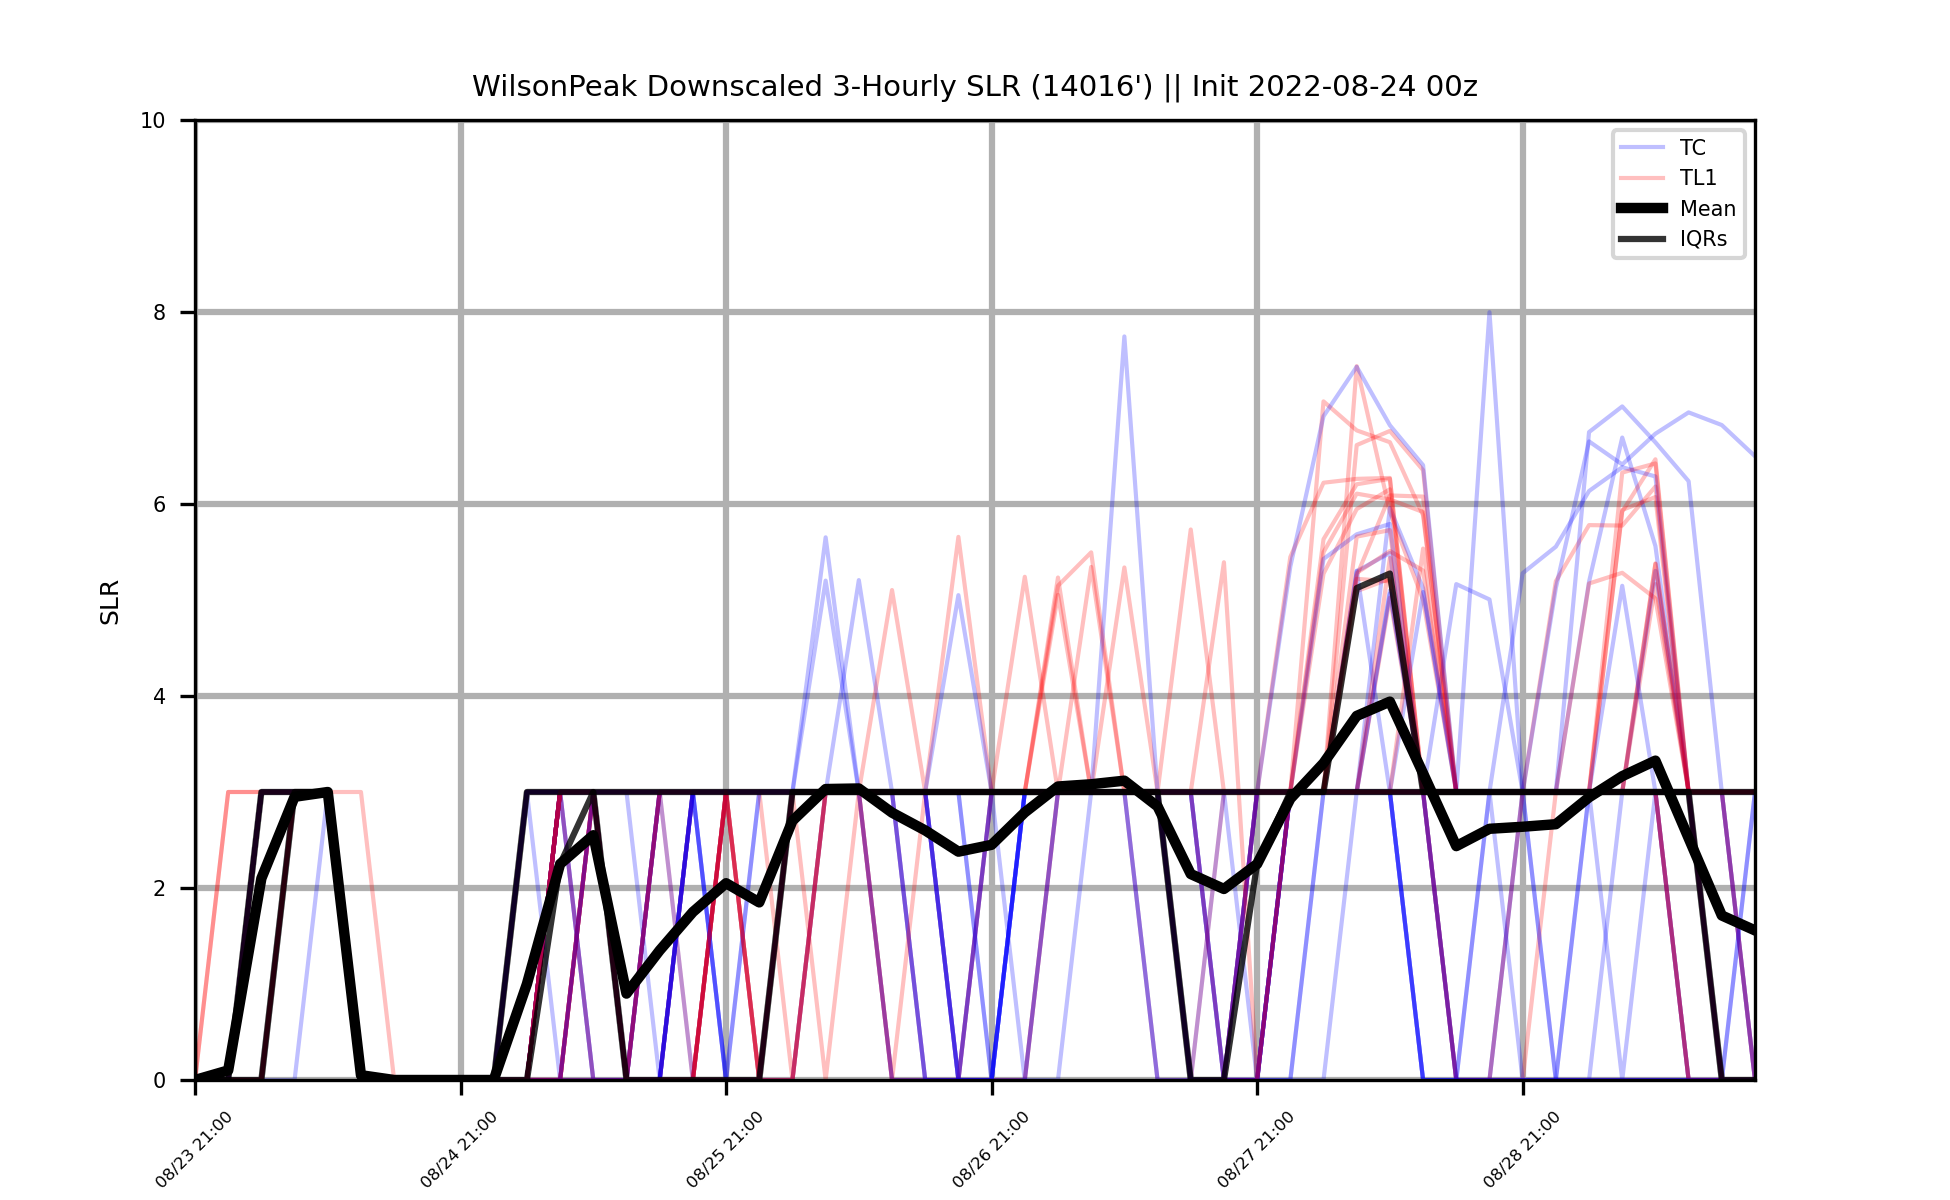 WilsonPeak Downscaled 3-Hourly SLR (14016') || Init 2022-08-24 00z
10
8
6
4
2
0
SLR
TC
TL1
Mean
IQRs
08/23 21:00
08/24 21:00
08/25 21:00
08/26 21:00
08/27 21:00
08/28 21:00